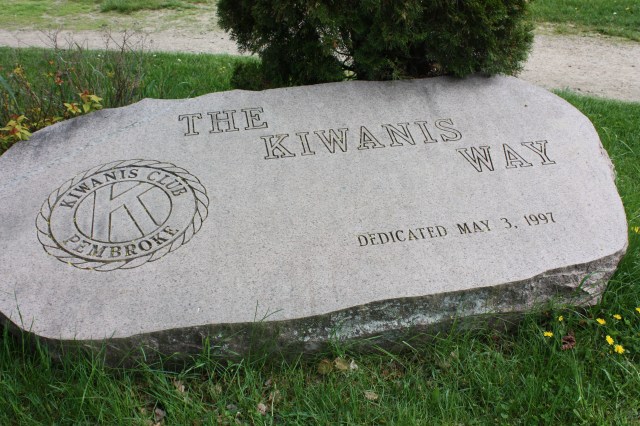 THE KIWANIS WAY
KIWANIS CLUB
K
PEMBROKE
DEDICATED MAY 3, 1997